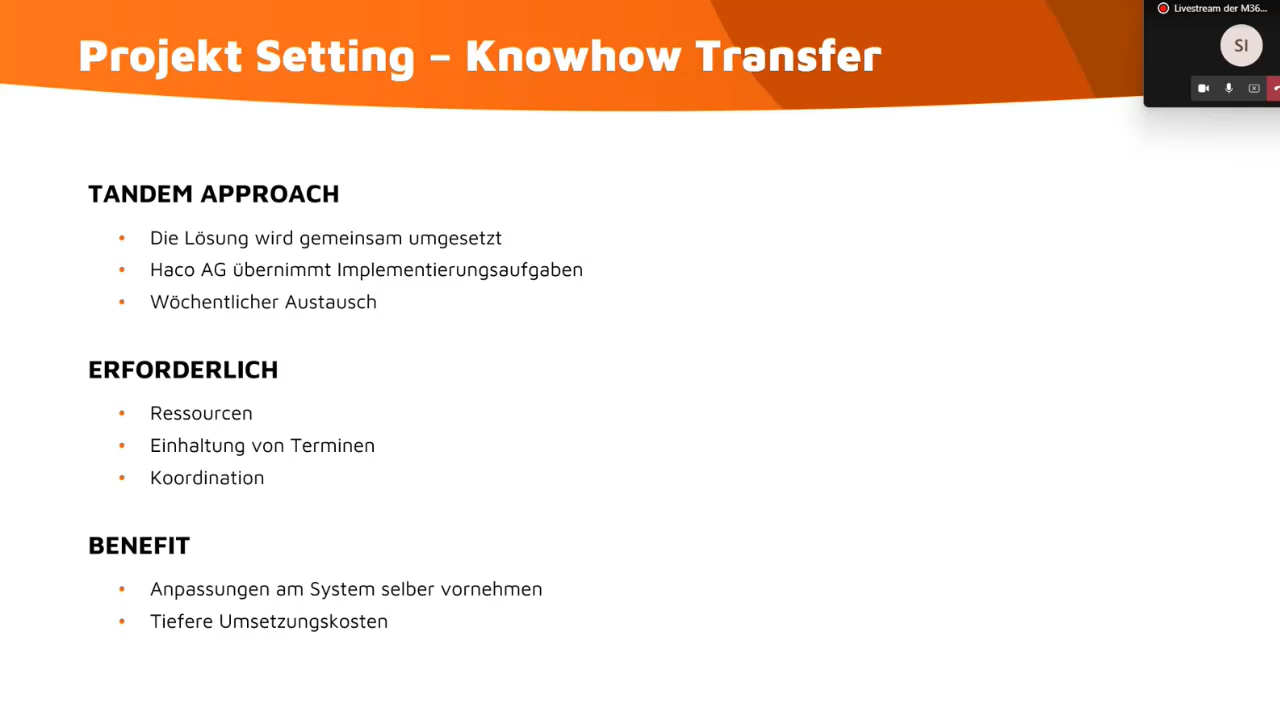 Projekt Setting – Knowhow Transfer
Livestream der M36...
SI
TANDEM APPROACH
• Die Lösung wird gemeinsam umgesetzt
• Haco AG übernimmt Implementierungsaufgaben
• Wöchentlicher Austausch
ERFORDERLICH
• Ressourcen
• Einhaltung von Terminen
• Koordination
BENEFIT
• Anpassungen am System selber vornehmen
• Tiefere Umsetzungskosten